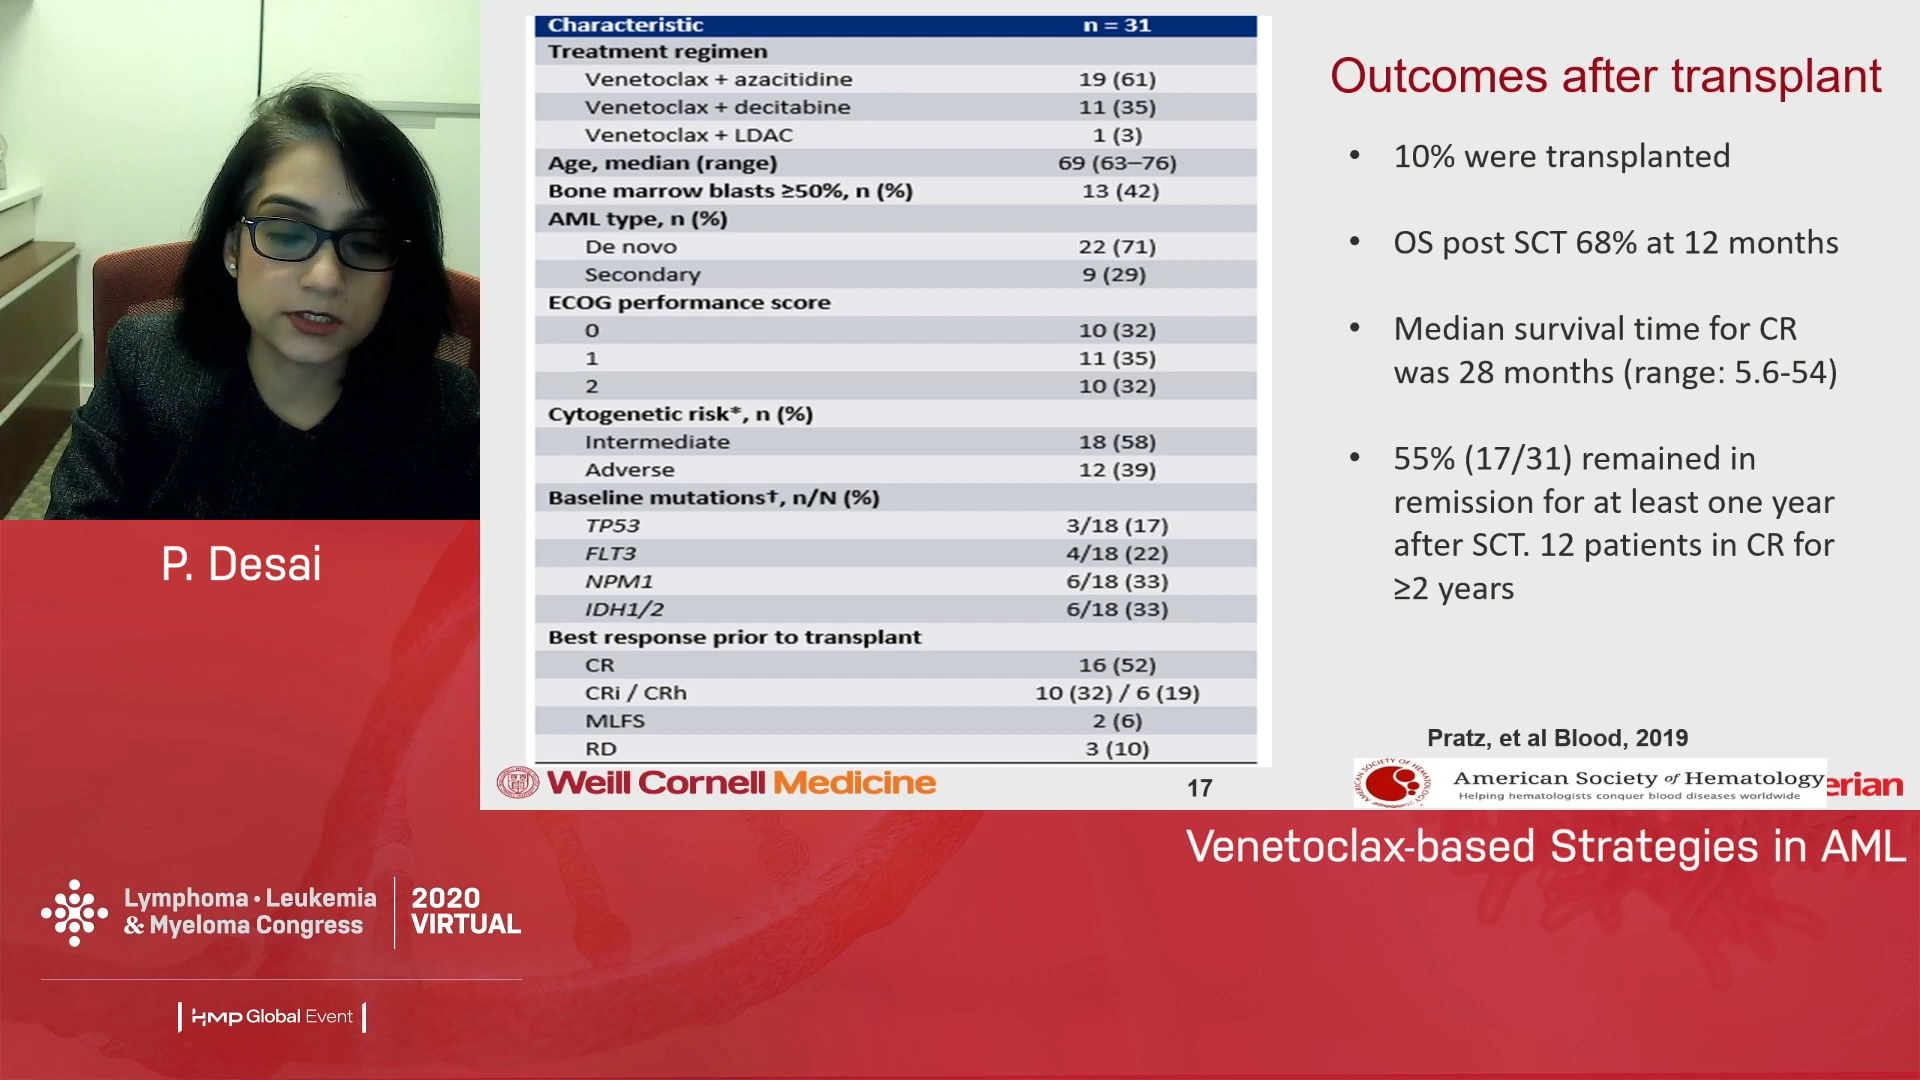 Characteristic n = 31
Treatment regimen
Venetoclax + azacitidine 19 (61)
Venetoclax + decitabine 11 (35)
Venetoclax + LDAC 1 (3)
Age, median (range) 69 (63–76)
Bone marrow blasts ≥50%, n (%) 13 (42)
AML type, n (%)
De novo 22 (71)
Secondary 9 (29)
ECOG performance score
0 10 (32)
1 11 (35)
2 10 (32)
Cytogenetic risk*, n (%)
Intermediate 18 (58)
Adverse 12 (39)
Baseline mutations†, n/N (%)
TP53 3/18 (17)
FLT3 4/18 (22)
NPM1 6/18 (33)
IDH1/2 6/18 (33)
Best response prior to transplant
CR 16 (52)
CRi / CRh 10 (32) / 6 (19)
MLFS 2 (6)
RD 3 (10)
Outcomes after transplant
• 10% were transplanted
• OS post SCT 68% at 12 months
• Median survival time for CR
was 28 months (range: 5.6-54)
• 55% (17/31) remained in
remission for at least one year
after SCT. 12 patients in CR for
≥2 years
Pratz, et al Blood, 2019
Weill Cornell Medicine
17
American Society of Hematology
Helping hematologists conquer blood diseases worldwide
erian
P. Desai
Venetoclax-based Strategies in AML
Lymphoma • Leukemia
& Myeloma Congress
2020
VIRTUAL
HMP Global Event